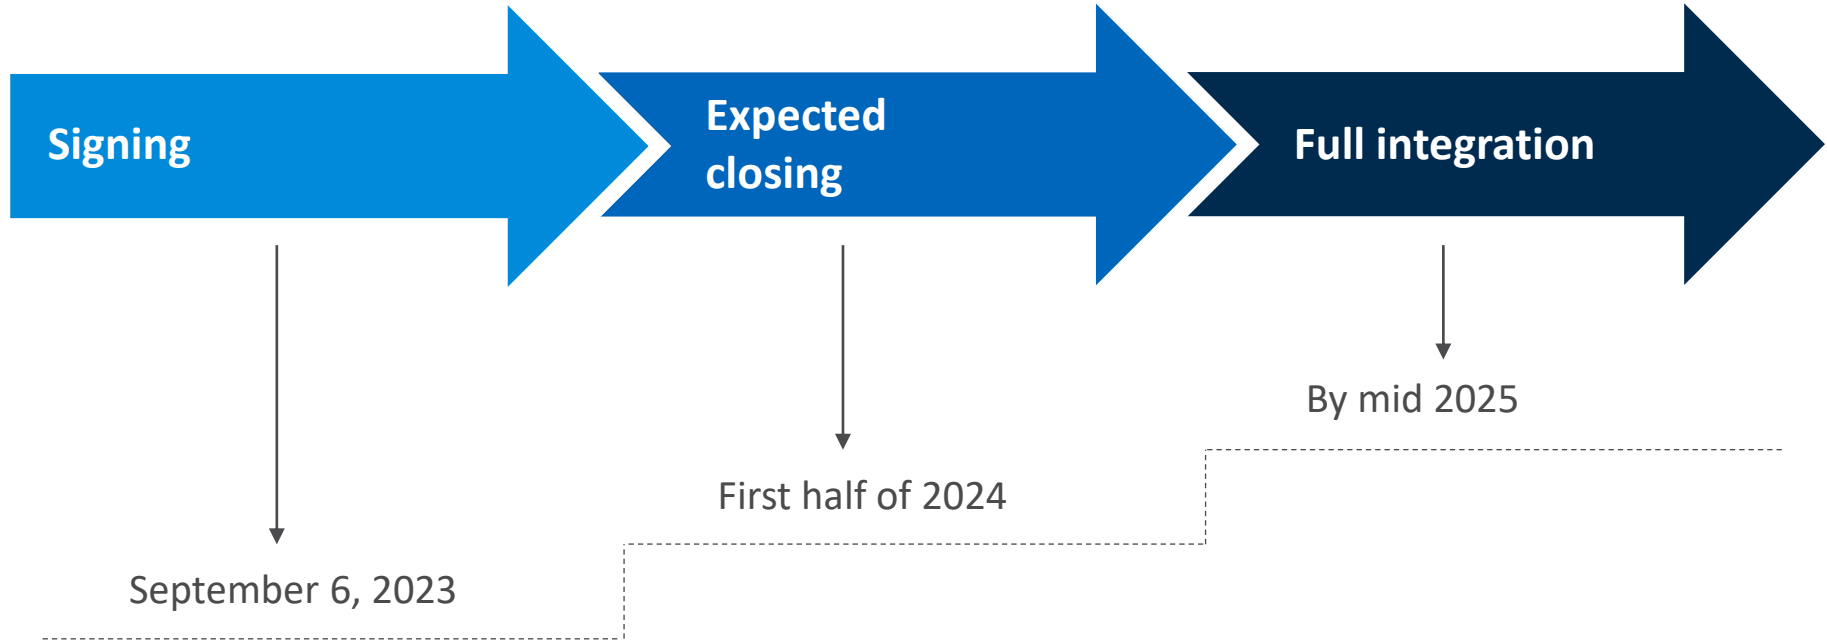 Signing
Expected
closing
Full integration
By mid 2025
First half of 2024
September 6, 2023